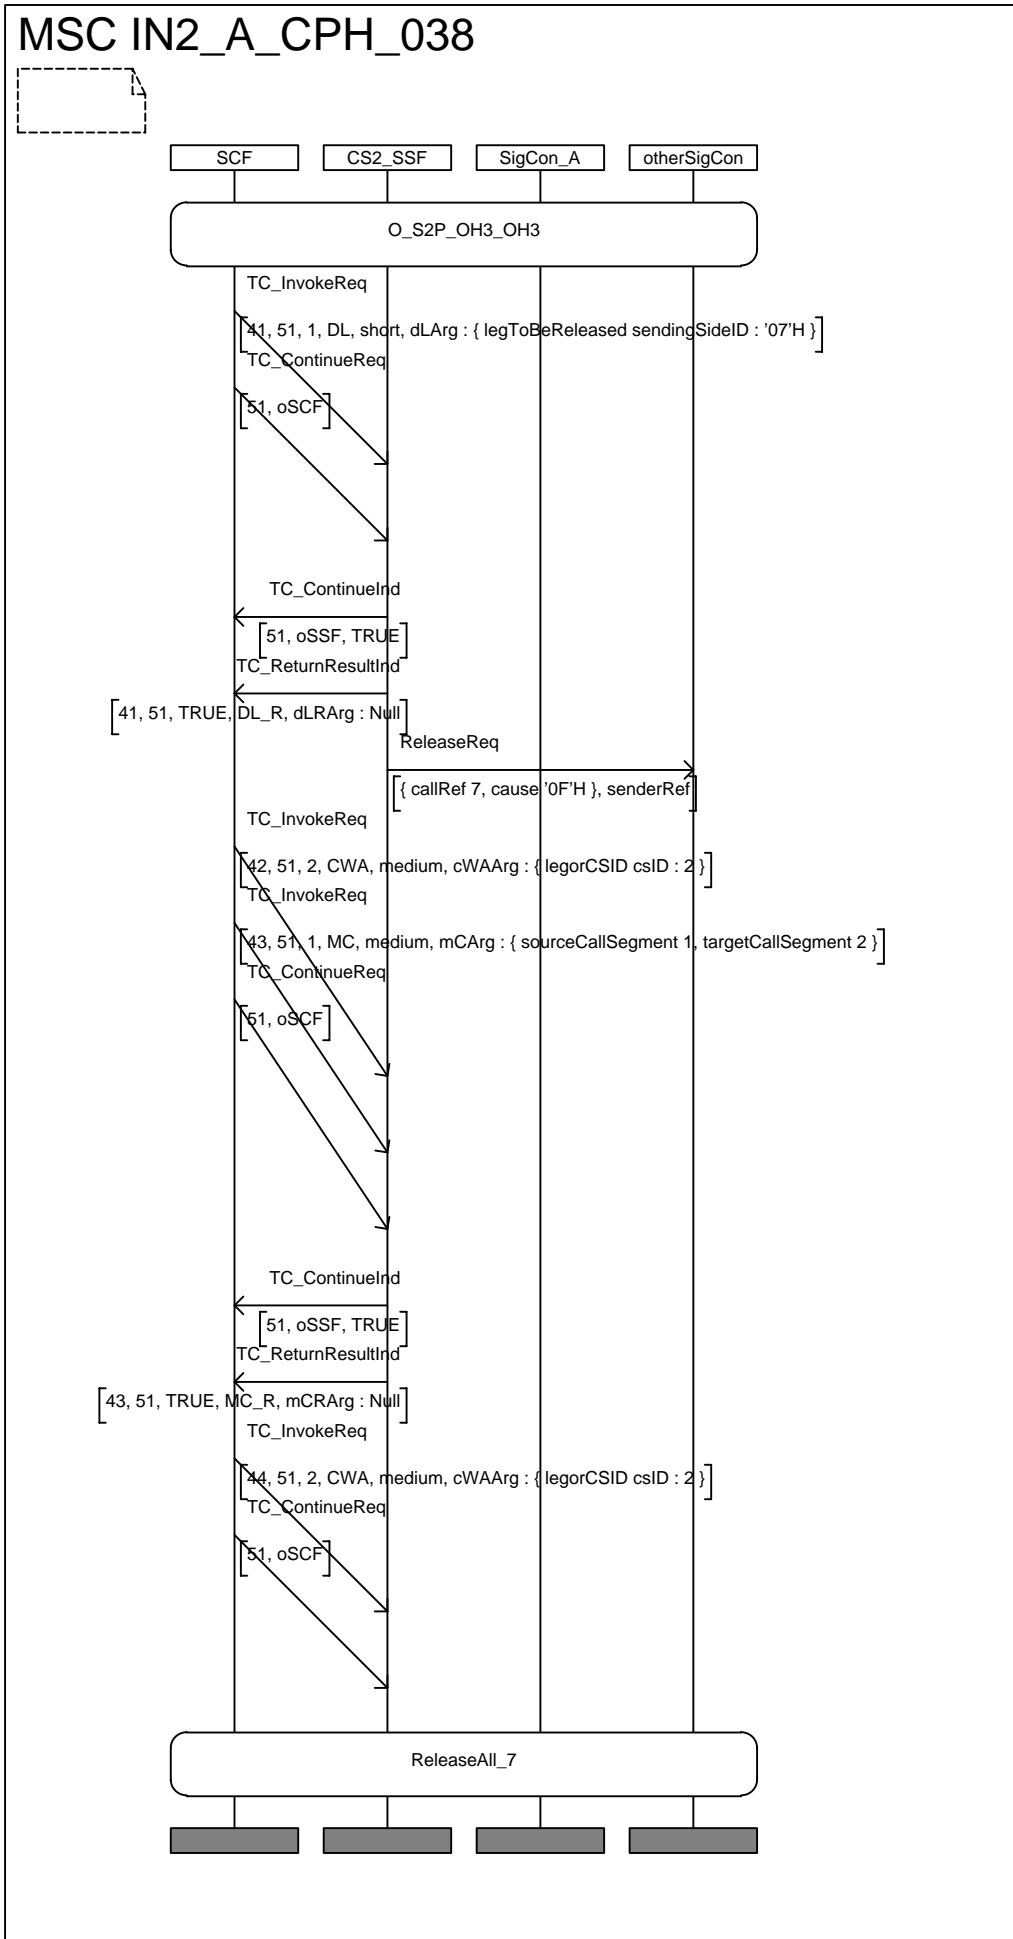 MSC IN2_A_CPH_038
SCF CS2_SSF SigCon_A otherSigCon
O_S2P_OH3_OH3
TC_InvokeReq
41, 51, 1, DL, short, dLArg : { legToBeReleased sendingSideID : '07'H }
TC_ContinueReq
51, oSCF
TC_ContinueInd
51, oSSF, TRUE
TC_ReturnResultInd
41, 51, TRUE, DL_R, dLRArg : Null
ReleaseReq
{ callRef 7, cause '0F'H }, senderRef
TC_InvokeReq
42, 51, 2, CWA, medium, cWAArg : { legorCSID csID : 2 }
TC_InvokeReq
43, 51, 1, MC, medium, mCArg : { sourceCallSegment 1, targetCallSegment 2 }
TC_ContinueReq
51, oSCF
TC_ContinueInd
51, oSSF, TRUE
TC_ReturnResultInd
43, 51, TRUE, MC_R, mCRArg : Null
TC_InvokeReq
44, 51, 2, CWA, medium, cWAArg : { legorCSID csID : 2 }
TC_ContinueReq
51, oSCF
ReleaseAll_7